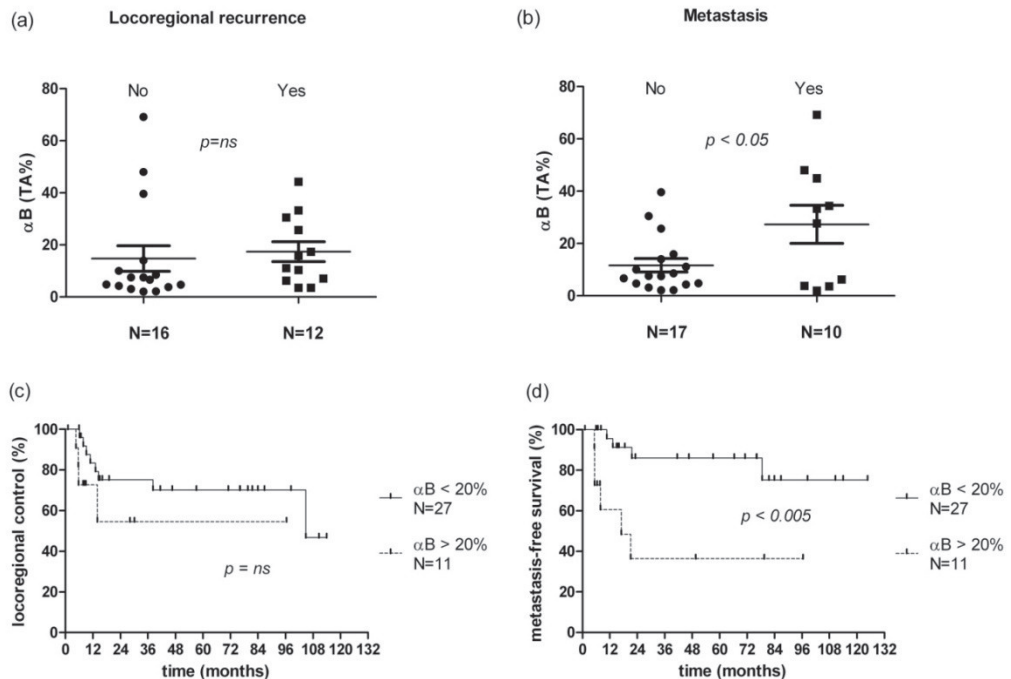 (a)
Locoregional recurrence
αB (TA%)
80
60
40
20
0
No
Yes
p=ns
N=16
N=12
(b)
Metastasis
αB (TA%)
80
60
40
20
0
No
Yes
p < 0.05
N=17
N=10
(c)
locoregional control (%)
100
80
60
40
20
0
p = ns
0 12 24 36 48 60 72 84 96 108 120 132
time (months)
αB < 20%
N=27
αB > 20%
N=11
(d)
metastasis-free survival (%)
100
80
60
40
20
0
p < 0.005
0 12 24 36 48 60 72 84 96 108 120 132
time (months)
αB < 20%
N=27
αB > 20%
N=11